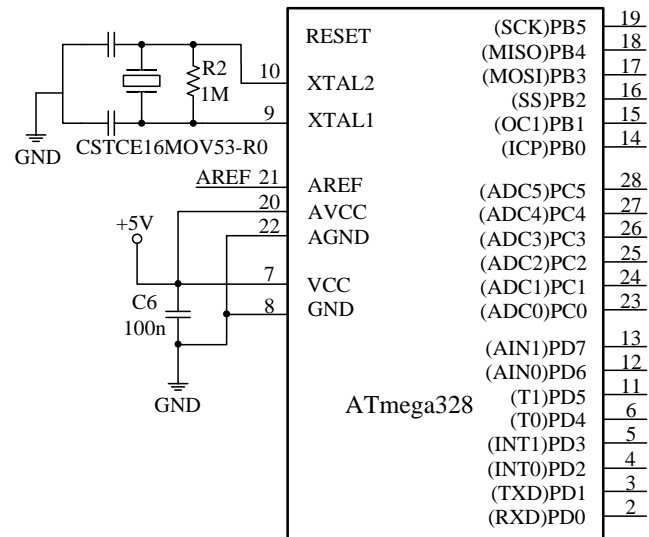 RESET
10 XTAL2
R2
1M
9 XTAL1
GND
CSTCE16MOV53-R0
AREF 21 AREF
20 AVCC
22 AGND
+5V
7 VCC
8 GND
C6
100n
GND
ATmega328
(SCK)PB5 19
(MISO)PB4 18
(MOSI)PB3 17
(SS)PB2 16
(OC1)PB1 15
(ICP)PB0 14
(ADC5)PC5 28
(ADC4)PC4 27
(ADC3)PC3 26
(ADC2)PC2 25
(ADC1)PC1 24
(ADC0)PC0 23
(AIN1)PD7 13
(AIN0)PD6 12
(T1)PD5 11
(T0)PD4 6
(INT1)PD3 5
(INT0)PD2 4
(TXD)PD1 3
(RXD)PD0 2